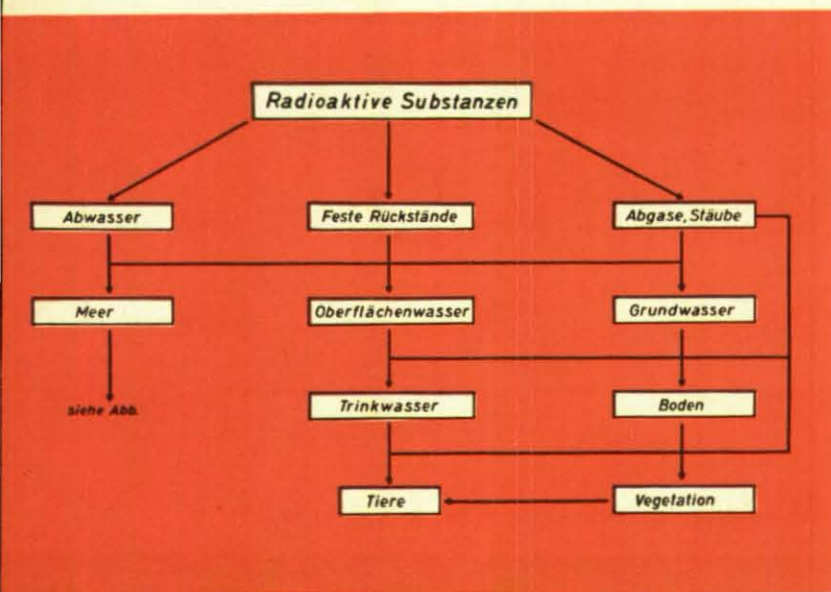 Radioaktive Substanzen
Abwasser
Feste Rückstände
Abgase, Stäube
Meer
Oberflächenwasser
Grundwasser
siehe Abb.
Trinkwasser
Boden
Tiere
Vegetation